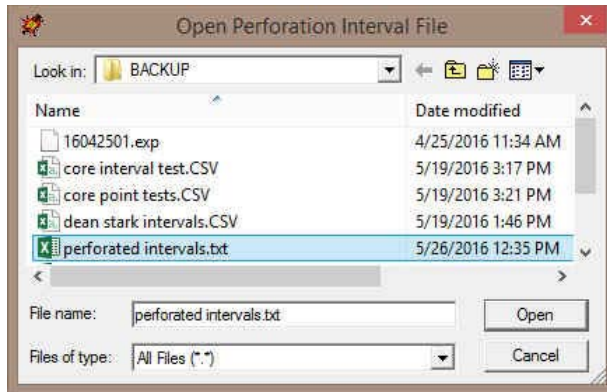 Open Perforation Interval File
Look in: BACKUP
Name Date modified
16042501.exp 4/25/2016 11:34 AM
core interval test.CSV 5/19/2016 3:17 PM
core point tests.CSV 5/19/2016 3:21 PM
dean stark intervals.CSV 5/19/2016 1:46 PM
perforated intervals.txt 5/26/2016 12:35 PM
File name: perforated intervals.txt Open
Files of type: All Files (*.*) Cancel